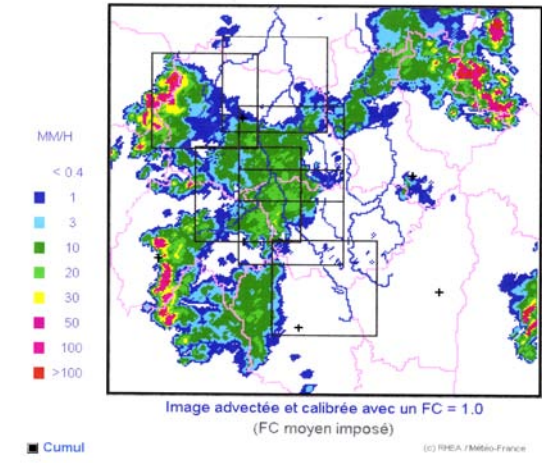 MM/H
< 0.4
1
3
10
20
30
50
100
>100
Image advectée et calibrée avec un FC = 1.0
(FC moyen imposé)
Cumul
(c) RHEA / Météo-France